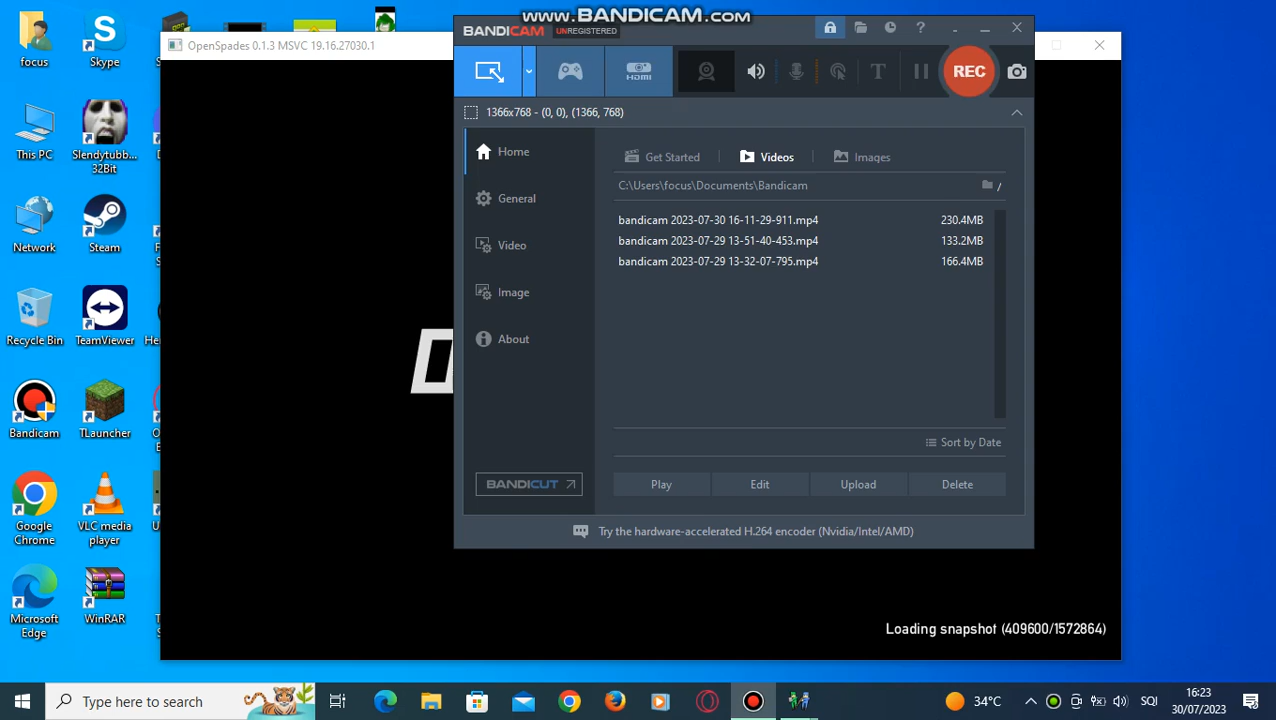 www.BANDICAM.com
BANDICAM UNREGISTERED
OpenSpades 0.1.3 MSVC 19.16.27030.1
focus
Skype
HDMI
REC
1366x768 - (0, 0), (1366, 768)
This PC
Slendytubb...
32Bit
Home
General
Video
Image
About
Get Started
Videos
Images
C:\Users\focus\Documents\Bandicam
/
bandicam 2023-07-30 16-11-29-911.mp4 230.4MB
bandicam 2023-07-29 13-51-40-453.mp4 133.2MB
bandicam 2023-07-29 13-32-07-795.mp4 166.4MB
Network
Steam
Recycle Bin
TeamViewer
Bandicam
TLauncher
Sort by Date
BANDICUT
Play
Edit
Upload
Delete
Google
Chrome
VLC media
player
Try the hardware-accelerated H.264 encoder (Nvidia/Intel/AMD)
Microsoft
Edge
WinRAR
Loading snapshot (409600/1572864)
Type here to search
34°C
SQI
16:23
30/07/2023